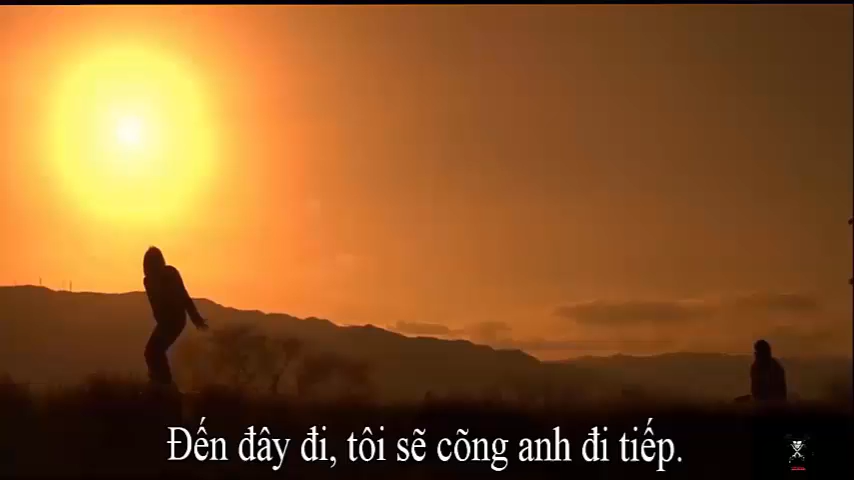 Đến đây đi, tôi sẽ cõng anh đi tiếp.